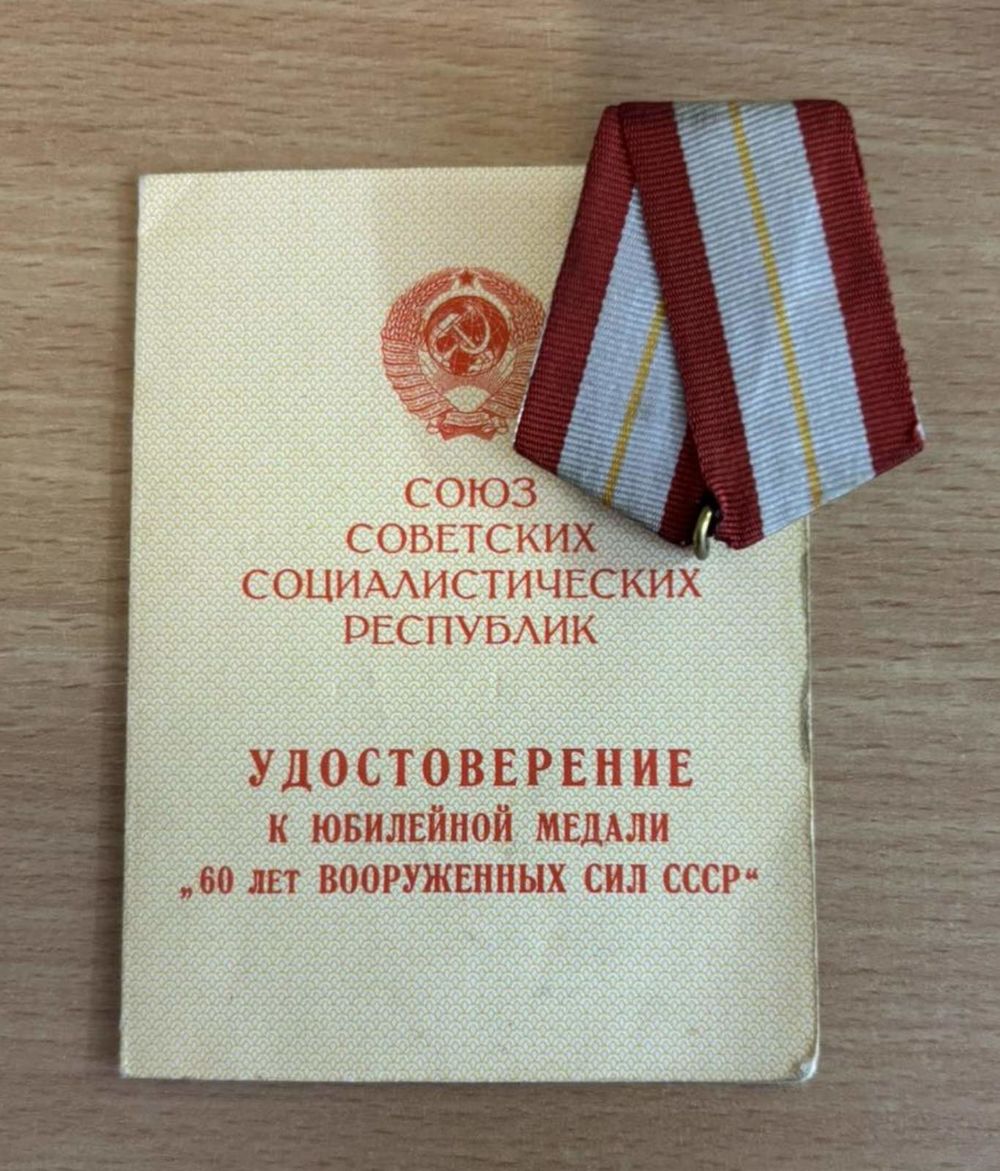 СОЮЗ
СОВЕТСКИХ
СОЦИАЛИСТИЧЕСКИХ
РЕСПУБЛИК
УДОСТОВЕРЕНИЕ
К ЮБИЛЕЙНОЙ МЕДАЛИ
„60 лет ВООРУЖЕННЫХ СИЛ СССР“